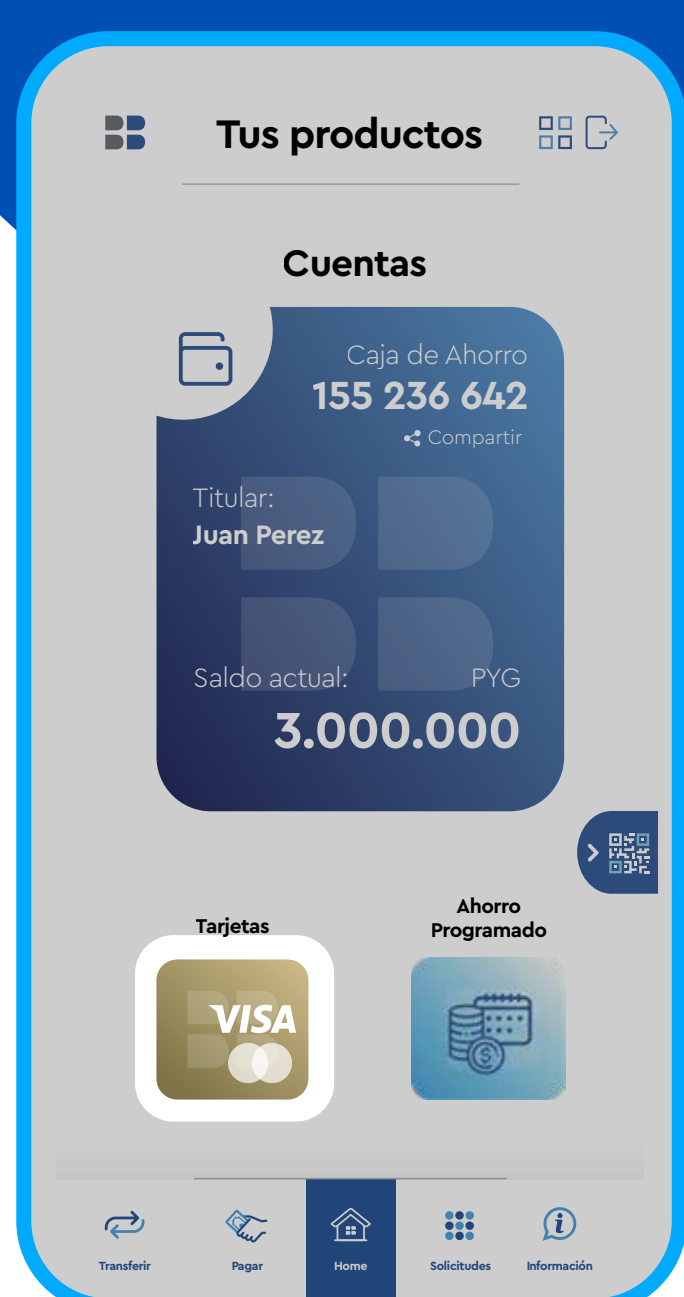 Tus productos
Cuentas
Caja de Ahorro
155 236 642
Compartir
Titular:
Juan Perez
Saldo actual: PYG
3.000.000
Tarjetas
Ahorro
Programado
VISA
Transferir Pagar Home Solicitudes Información